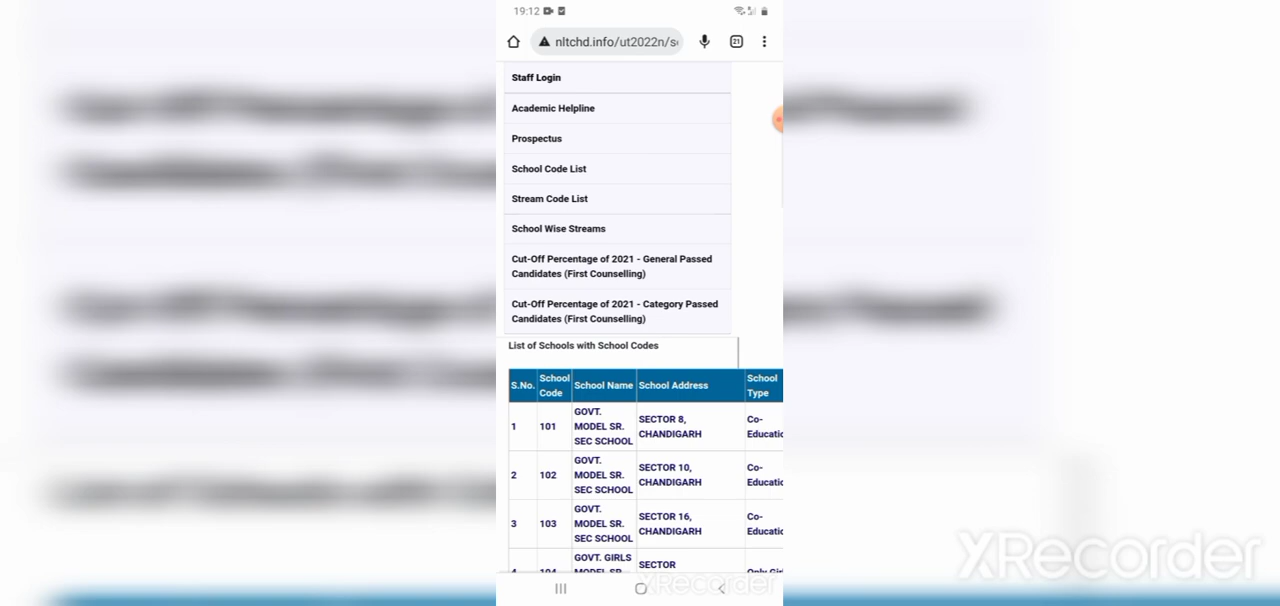 19:12
nltchd.info/ut2022n/s
21
Staff Login
Academic Helpline
Prospectus
School Code List
Stream Code List
School Wise Streams
Cut-Off Percentage of 2021 - General Passed
Candidates (First Counselling)
Cut-Off Percentage of 2021 - Category Passed
Candidates (First Counselling)
List of Schools with School Codes
S.No. School Code School Name School Address School Type
1 101 GOVT. MODEL SR. SEC SCHOOL SECTOR 8, CHANDIGARH Co-Educatio
2 102 GOVT. MODEL SR. SEC SCHOOL SECTOR 10, CHANDIGARH Co-Educatio
3 103 GOVT. MODEL SR. SEC SCHOOL SECTOR 16, CHANDIGARH Co-Educatio
104 GOVT. GIRLS MODEL SR. SECTOR Only Gi
XRecorder
XRecorder